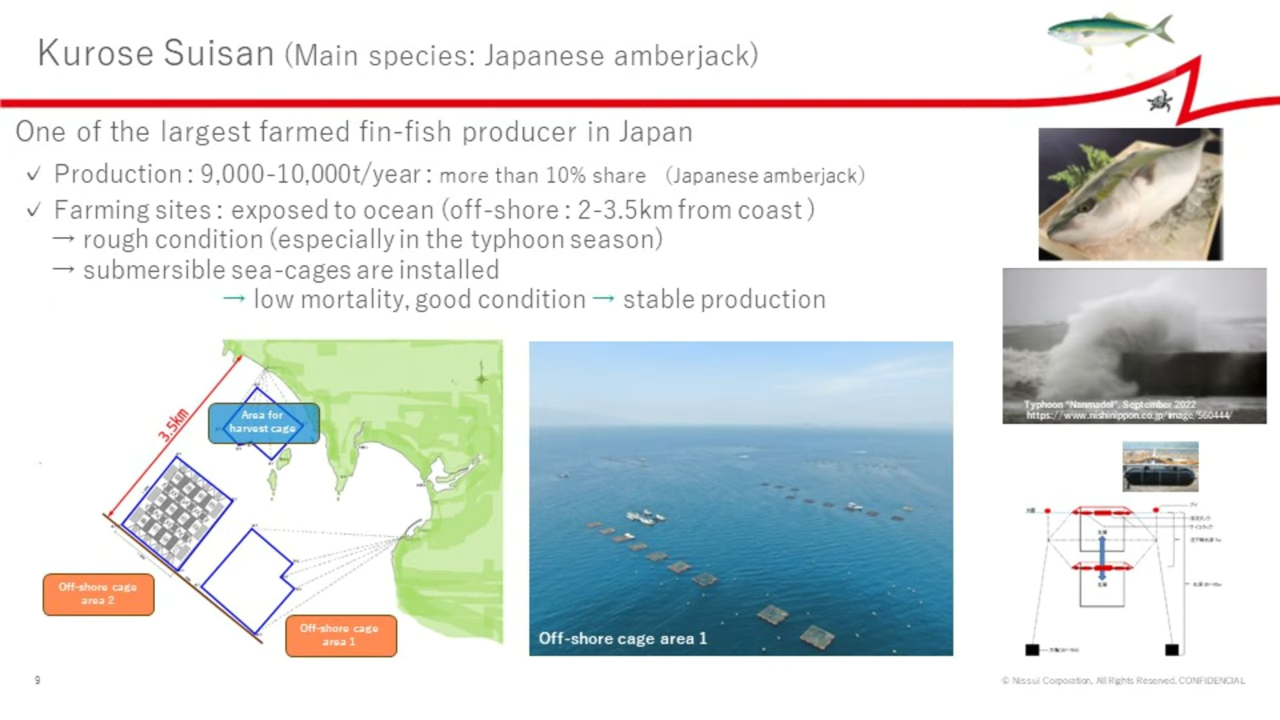 Kurose Suisan (Main species: Japanese amberjack)
One of the largest farmed fin-fish producer in Japan
✓ Production : 9,000-10,000t/year : more than 10% share （Japanese amberjack）
✓ Farming sites : exposed to ocean (off-shore : 2-3.5km from coast )
→ rough condition (especially in the typhoon season)
→ submersible sea-cages are installed
→ low mortality, good condition → stable production
3.5km
Area for
harvest cage
Off-shore cage
area 2
Off-shore cage
area 1
Off-shore cage area 1
Typhoon "Nanmadol", September 2022
https://www.nishinippon.co.jp/image/560444/
9
© Nissui Corporation, All Rights Reserved. CONFIDENCIAL